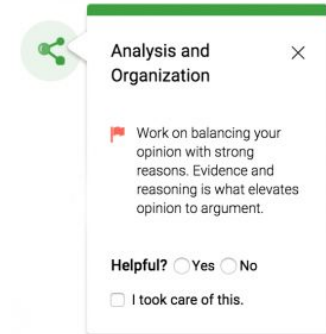 Analysis and
Organization
Work on balancing your
opinion with strong
reasons. Evidence and
reasoning is what elevates
opinion to argument.
Helpful? Yes No
I took care of this.